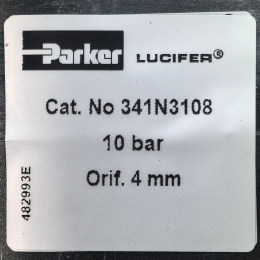 Parker LUCIFER®
Cat. No 341N3108
10 bar
Orif. 4 mm
482993E